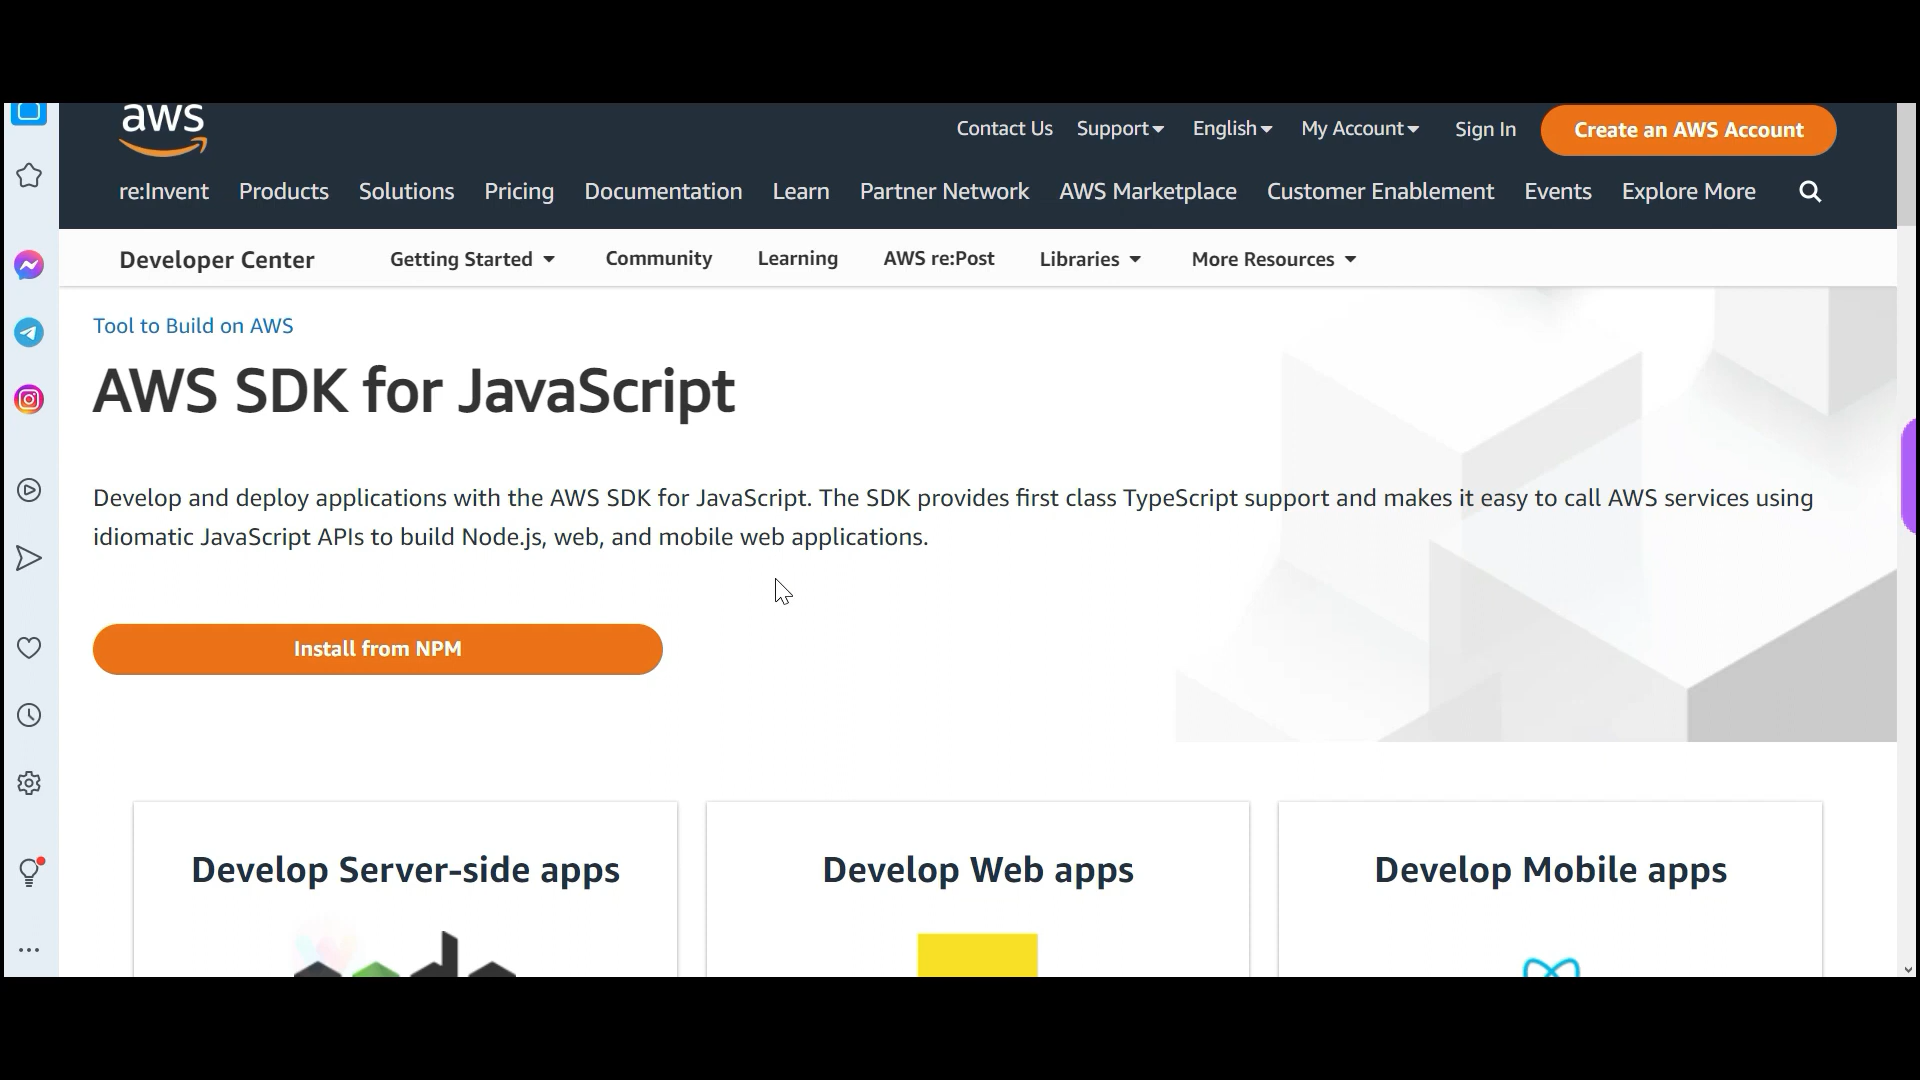 aws
Contact Us Support English My Account Sign In Create an AWS Account
re:Invent Products Solutions Pricing Documentation Learn Partner Network AWS Marketplace Customer Enablement Events Explore More
Developer Center Getting Started Community Learning AWS re:Post Libraries More Resources
Tool to Build on AWS
AWS SDK for JavaScript
Develop and deploy applications with the AWS SDK for JavaScript. The SDK provides first class TypeScript support and makes it easy to call AWS services using
idiomatic JavaScript APIs to build Node.js, web, and mobile web applications.
Install from NPM
Develop Server-side apps Develop Web apps Develop Mobile apps